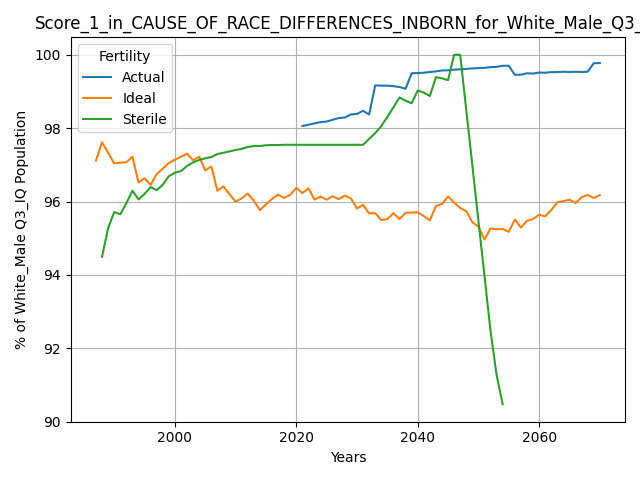 Score_1_in_CAUSE_OF_RACE_DIFFERENCES_INBORN_for_White_Male_Q3_
Fertility
Actual
Ideal
Sterile
% of White_Male Q3_IQ Population
100
98
96
94
92
90
2000
2020
2040
2060
Years